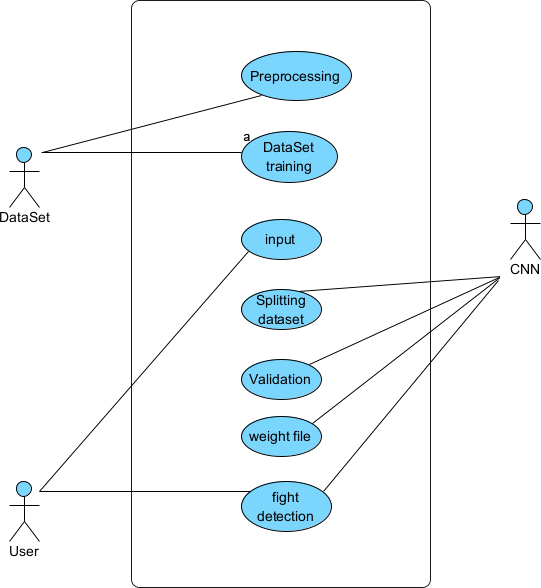 Preprocessing
a
DataSet
training
DataSet
input
CNN
Splitting
dataset
Validation
weight file
fight
detection
User